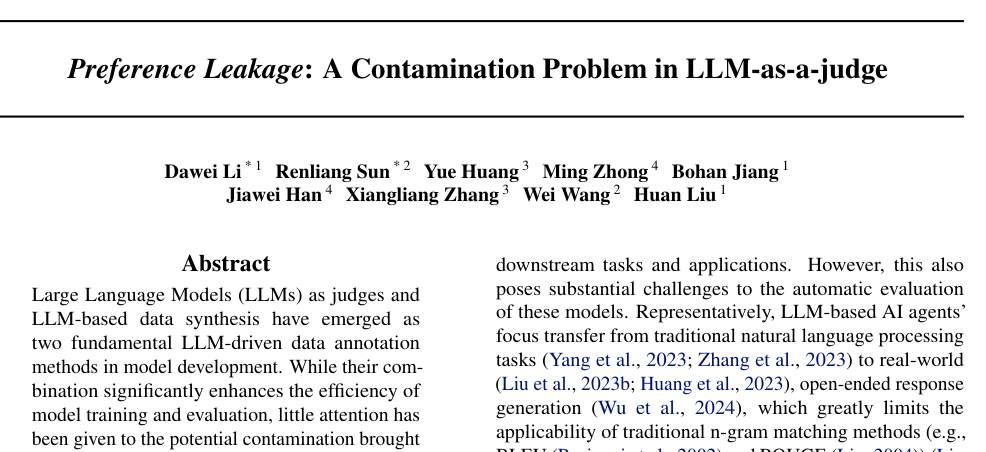 Preference Leakage: A Contamination Problem in LLM-as-a-judge
Dawei Li * 1 Renliang Sun * 2 Yue Huang 3 Ming Zhong 4 Bohan Jiang 1
Jiawei Han 4 Xiangliang Zhang 3 Wei Wang 2 Huan Liu 1
Abstract
Large Language Models (LLMs) as judges and
LLM-based data synthesis have emerged as
two fundamental LLM-driven data annotation
methods in model development. While their com-
bination significantly enhances the efficiency of
model training and evaluation, little attention has
been given to the potential contamination brought
downstream tasks and applications. However, this also
poses substantial challenges to the automatic evaluation
of these models. Representatively, LLM-based AI agents’
focus transfer from traditional natural language processing
tasks (Yang et al., 2023; Zhang et al., 2023) to real-world
(Liu et al., 2023b; Huang et al., 2023), open-ended response
generation (Wu et al., 2024), which greatly limits the
applicability of traditional n-gram matching methods (e.g.,